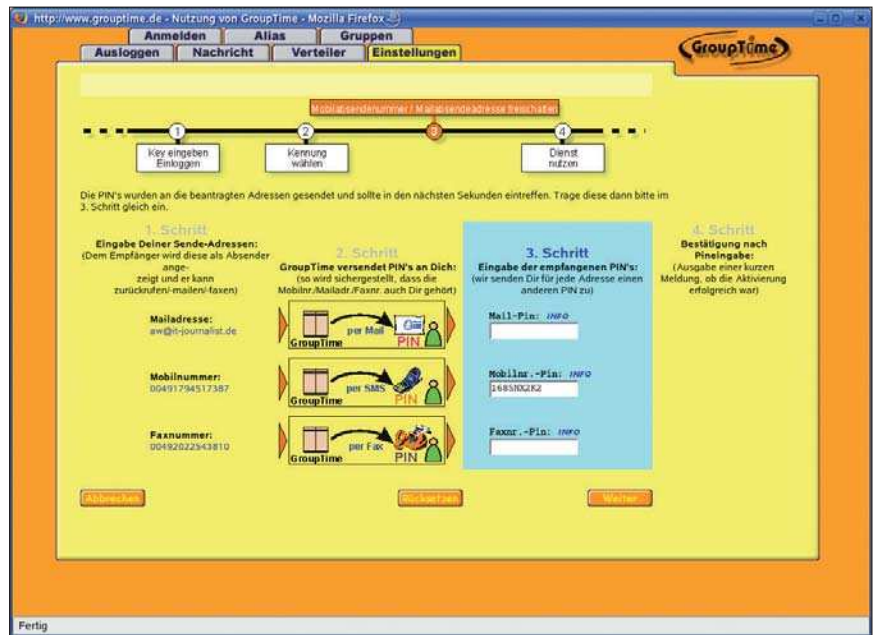 http://www.grouptime.de - Nutzung von GroupTime - Mozilla Firefox
Anmelden Alias Gruppen
Ausloggen Nachricht Verteiler Einstellungen
GroupTime
Mobilabsendenummer / Mailabsendeadresse freischalten
1 2 3 4
Key eingeben
Einloggen
Kennung
wählen
Dienst
nutzen
Die PIN's wurden an die beantragten Adressen gesendet und sollte in den nächsten Sekunden eintreffen. Trage diese dann bitte im
3. Schritt gleich ein.
1. Schritt
Eingabe Deiner Sende-Adressen:
(Dem Empfänger wird diese als Absender
ange-
zeigt und er kann
zurückrufen/-mailen/-faxen)
2. Schritt
GroupTime versendet PIN's an Dich:
(so wird sichergestellt, dass die
Mobilnr./Mailadr./Faxnr. auch Dir gehört)
3. Schritt
Eingabe der empfangenen PIN's:
(wir senden Dir für jede Adresse einen
anderen PIN zu)
4. Schritt
Bestätigung nach
Pineingabe:
(Ausgabe einer kurzen
Meldung, ob die Aktivierung
erfolgreich war)
Mailadresse:
aw@it-journalist.de
GroupTime per Mail PIN
Mail-Pin: INFO
Mobilnummer:
00491794517387
GroupTime per SMS PIN
Mobilnr.-Pin: INFO
Faxnummer:
00492022543810
GroupTime per Fax PIN
Faxnr.-Pin: INFO
Abbrechen Rücksetzen Weiter
Fertig